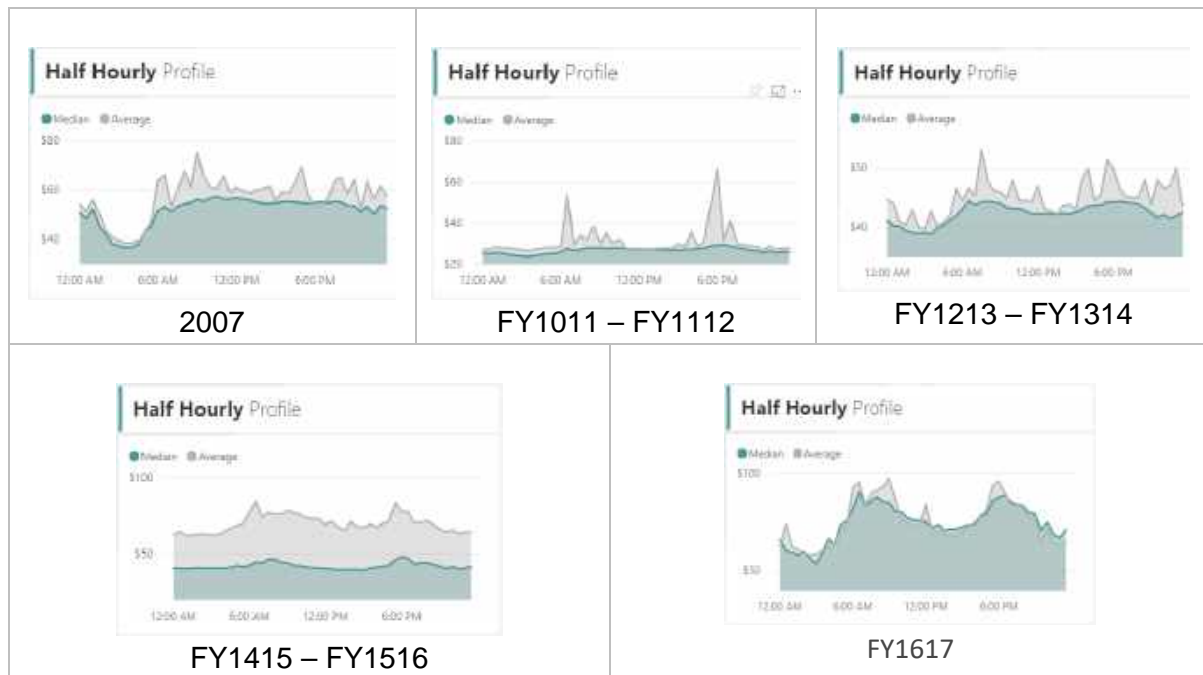 Half Hourly Profile
Median Average
$80
$60
$40
12:00 AM 6:00 AM 12:00 PM 6:00 PM
2007
Half Hourly Profile
Median Average
$80
$60
$40
$20
12:00 AM 6:00 AM 12:00 PM 6:00 PM
FY1011 – FY1112
Half Hourly Profile
Median Average
$50
$40
12:00 AM 6:00 AM 12:00 PM 6:00 PM
FY1213 – FY1314
Half Hourly Profile
Median Average
$100
$50
12:00 AM 6:00 AM 12:00 PM 6:00 PM
FY1415 – FY1516
Half Hourly Profile
Median Average
$100
$50
12:00 AM 6:00 AM 12:00 PM 6:00 PM
FY1617